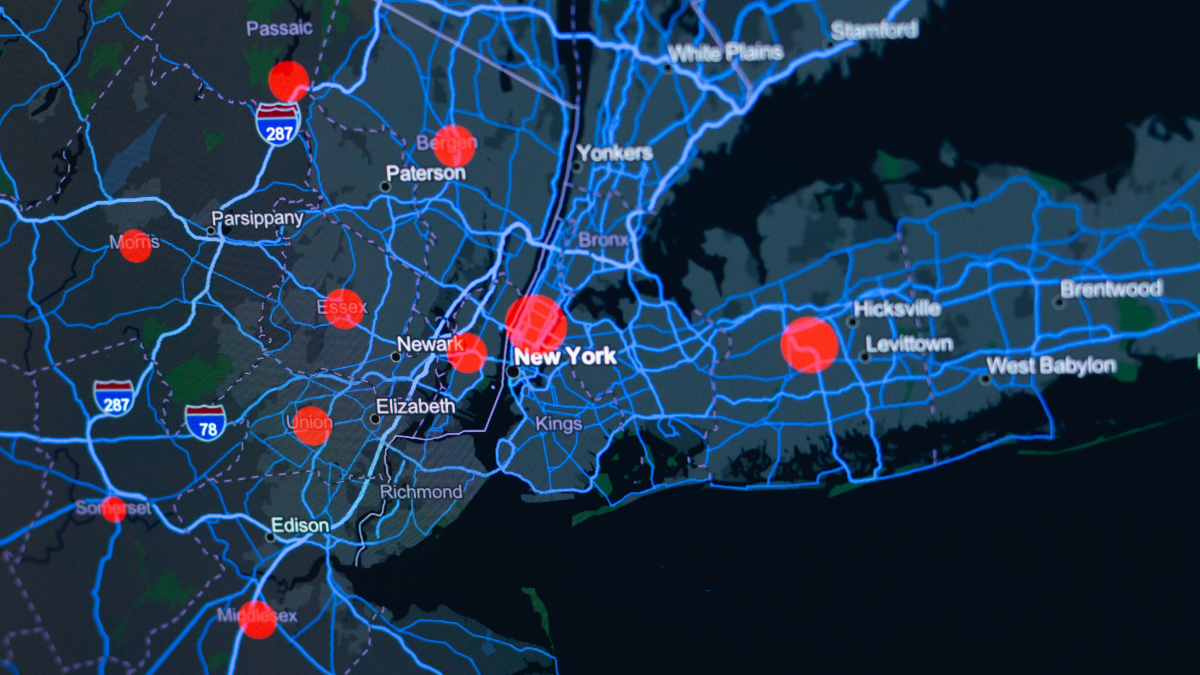 Passaic
Stamford
White Plains
287
Bergen
Yonkers
Paterson
Parsippany
Morris
Bronx
Brentwood
Essex
Hicksville
Newark
Levittown
New York
West Babylon
287
78
Elizabeth
Union
Kings
Richmond
Somerset
Edison
Middlesex